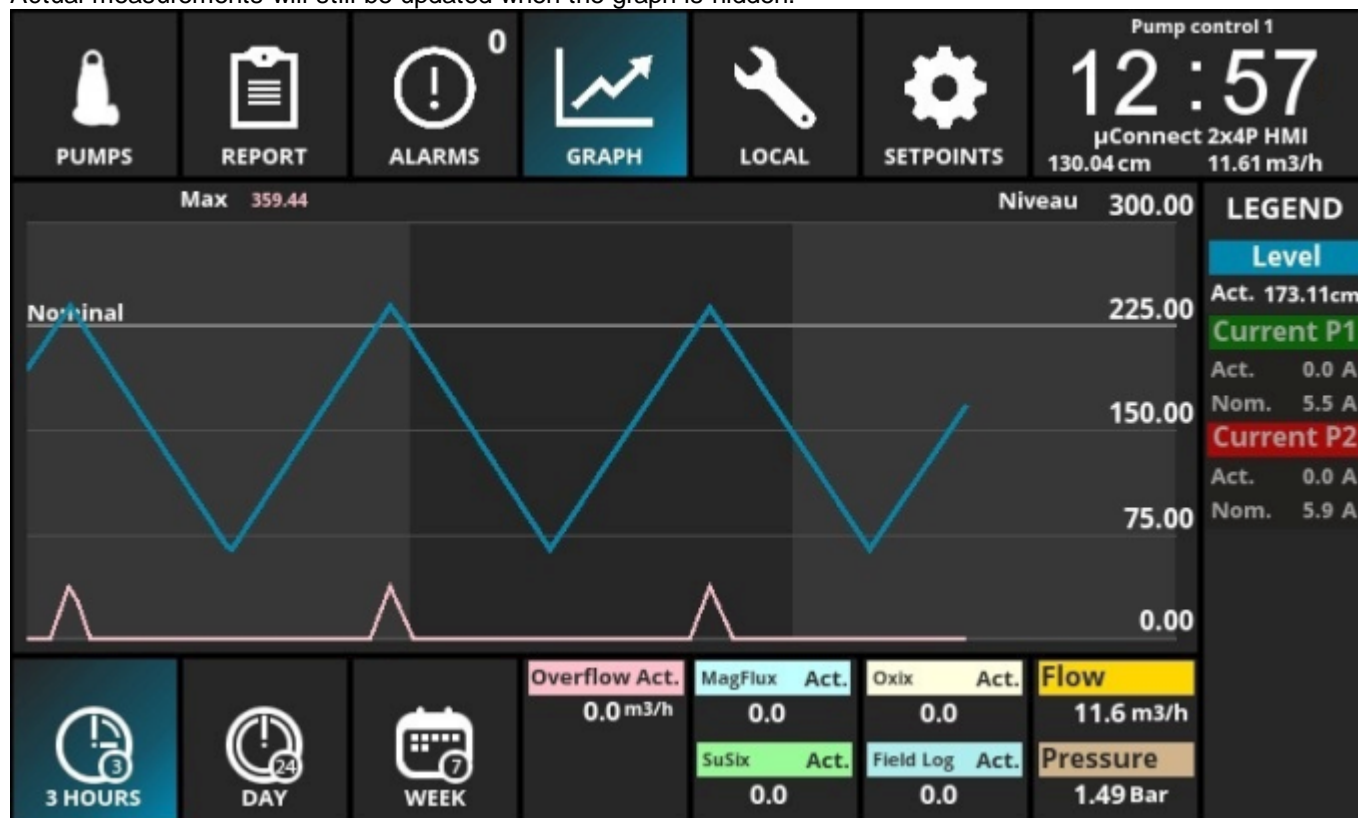 Actual measurements will still be updated when the graph is hidden.
Pump control 1
12 : 57
µConnect 2x4P HMI
130.04 cm 11.61 m3/h
PUMPS
REPORT
0
ALARMS
GRAPH
LOCAL
SETPOINTS
Max 359.44
Niveau 300.00
Nominal
225.00
150.00
75.00
0.00
LEGEND
Level
Act. 173.11cm
Current P1
Act. 0.0 A
Nom. 5.5 A
Current P2
Act. 0.0 A
Nom. 5.9 A
3
3 HOURS
24
DAY
7
WEEK
Overflow Act.
0.0 m3/h
MagFlux Act.
0.0
Oxix Act.
0.0
Flow
11.6 m3/h
SuSix Act.
0.0
Field Log Act.
0.0
Pressure
1.49 Bar